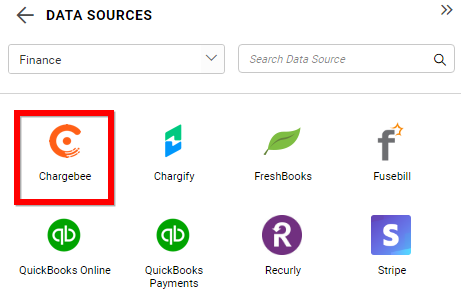 DATA SOURCES
Finance
Search Data Source
Chargebee
Chargify
FreshBooks
Fusebill
QuickBooks Online
QuickBooks
Payments
Recurly
Stripe